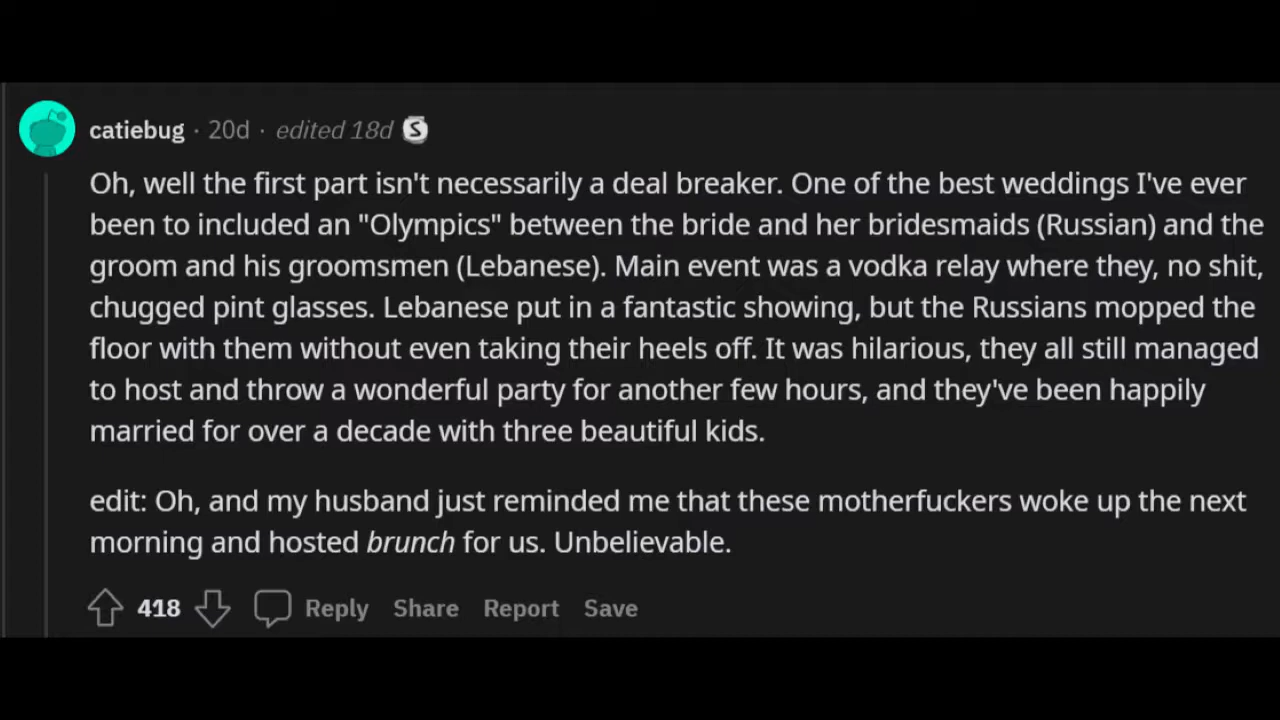 catiebug · 20d · edited 18d S
Oh, well the first part isn't necessarily a deal breaker. One of the best weddings I've ever
been to included an "Olympics" between the bride and her bridesmaids (Russian) and the
groom and his groomsmen (Lebanese). Main event was a vodka relay where they, no shit,
chugged pint glasses. Lebanese put in a fantastic showing, but the Russians mopped the
floor with them without even taking their heels off. It was hilarious, they all still managed
to host and throw a wonderful party for another few hours, and they've been happily
married for over a decade with three beautiful kids.
edit: Oh, and my husband just reminded me that these motherfuckers woke up the next
morning and hosted brunch for us. Unbelievable.
418 Reply Share Report Save